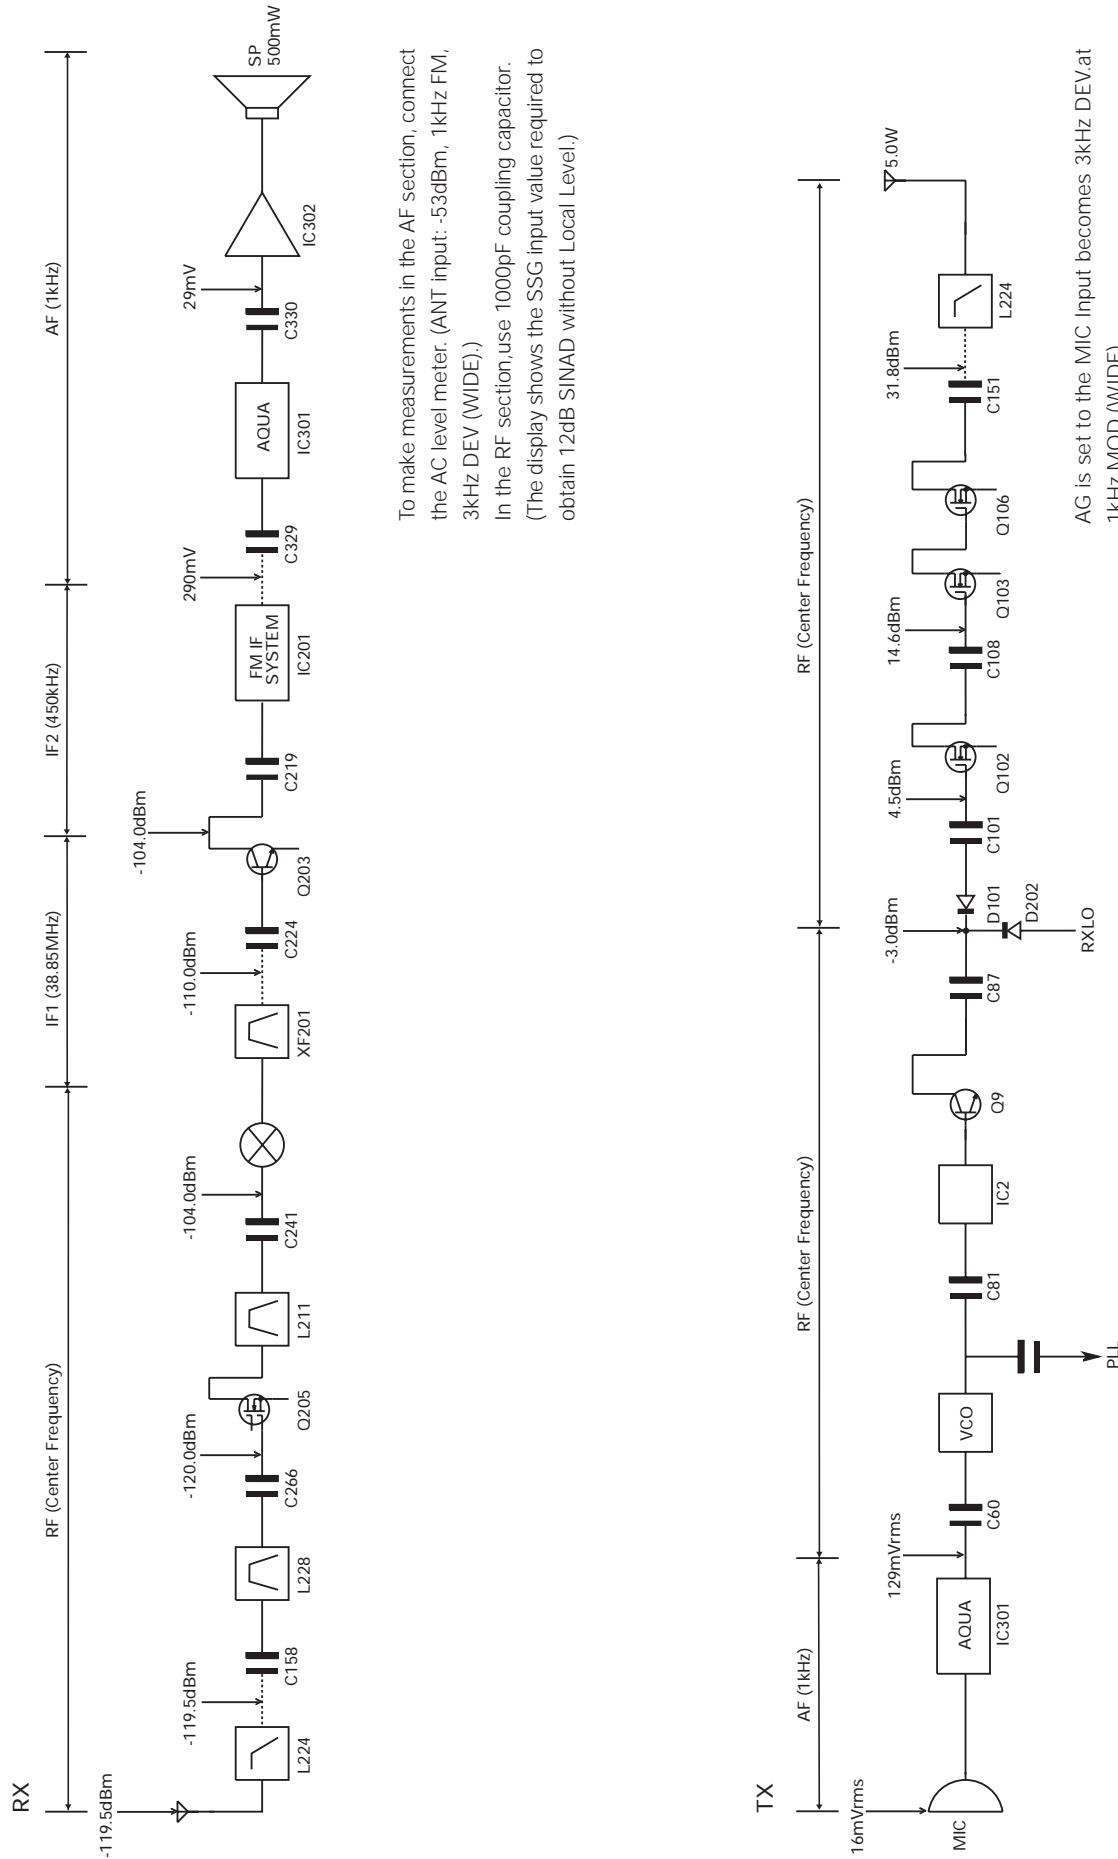 RX
RF (Center Frequency)
IF1 (38.85MHz)
IF2 (450kHz)
AF (1kHz)
-119.5dBm
-119.5dBm
-120.0dBm
-104.0dBm
-110.0dBm
-104.0dBm
290mV
29mV
SP
500mW
FM IF
SYSTEM
AQUA
L224
C158
L228
C266
Q205
L211
C241
XF201
C224
Q203
C219
IC201
C329
IC301
C330
IC302
To make measurements in the AF section, connect
the AC level meter. (ANT input: -53dBm, 1kHz FM,
3kHz DEV (WIDE).)
In the RF section,use 1000pF coupling capacitor.
(The display shows the SSG input value required to
obtain 12dB SINAD without Local Level.)
TX
AF (1kHz)
RF (Center Frequency)
RF (Center Frequency)
16mVrms
129mVrms
-3.0dBm
4.5dBm
14.6dBm
31.8dBm
5.0W
MIC
AQUA
IC301
C60
VCO
PLL
C81
IC2
Q9
C87
D101
D202
RXLO
C101
Q102
C108
Q103
Q106
C151
L224
AG is set to the MIC Input becomes 3kHz DEV.at
1kHz MOD (WIDE)